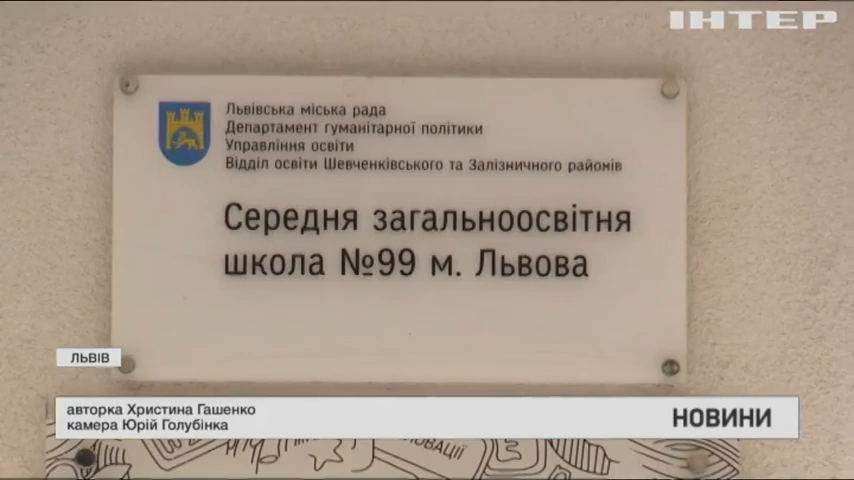 ІНТЕР
Львівська міська рада
Департамент гуманітарної політики
Управління освіти
Відділ освіти Шевченківського та Залізничного районів
Середня загальноосвітня
школа №99 м. Львова
ЛЬВІВ
авторка Христина Гашенко
камера Юрій Голубінка
НОВИНИ